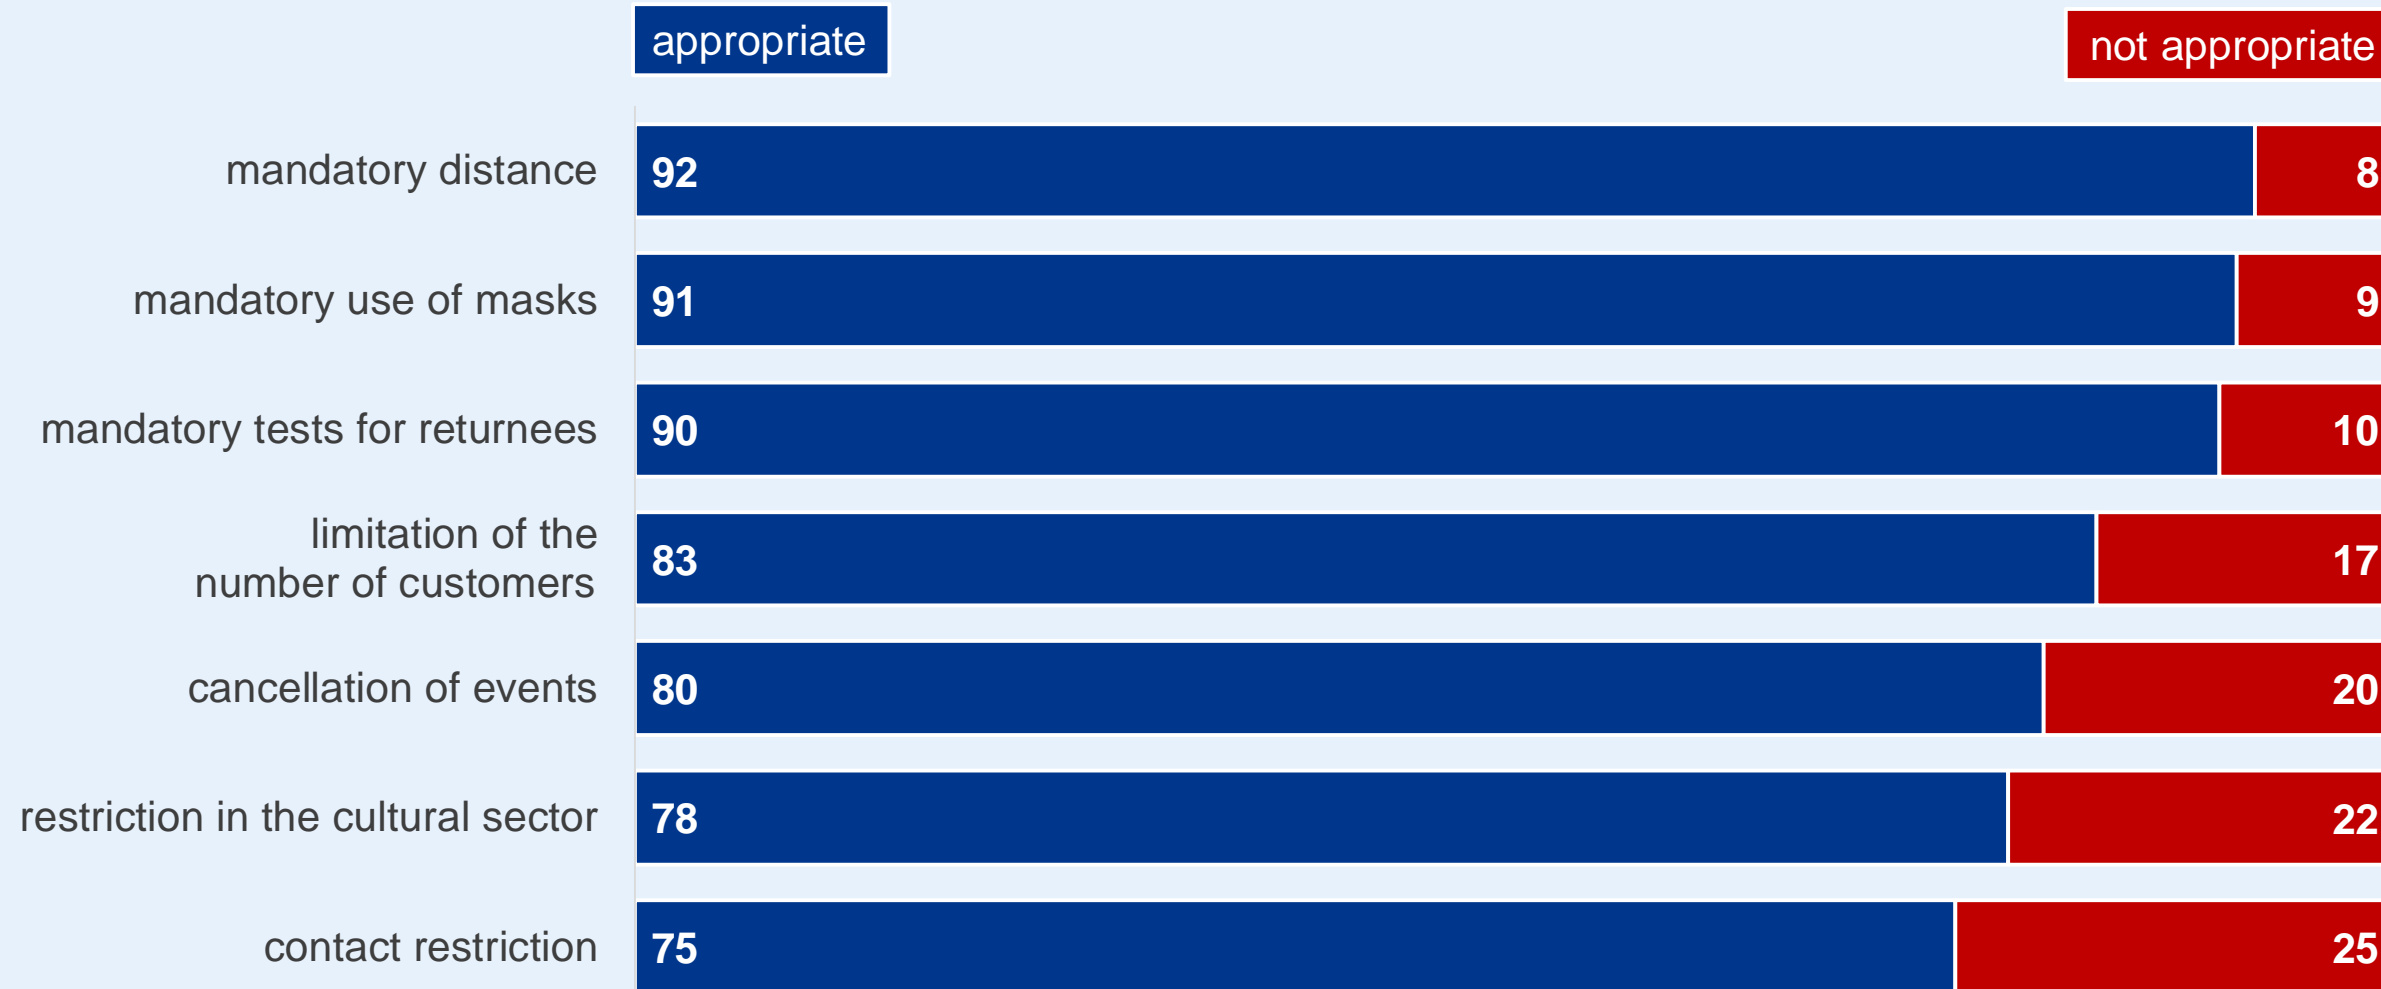 appropriate
not appropriate
mandatory distance
92
8
mandatory use of masks
91
9
mandatory tests for returnees
90
10
limitation of the
number of customers
83
17
cancellation of events
80
20
restriction in the cultural sector
78
22
contact restriction
75
25